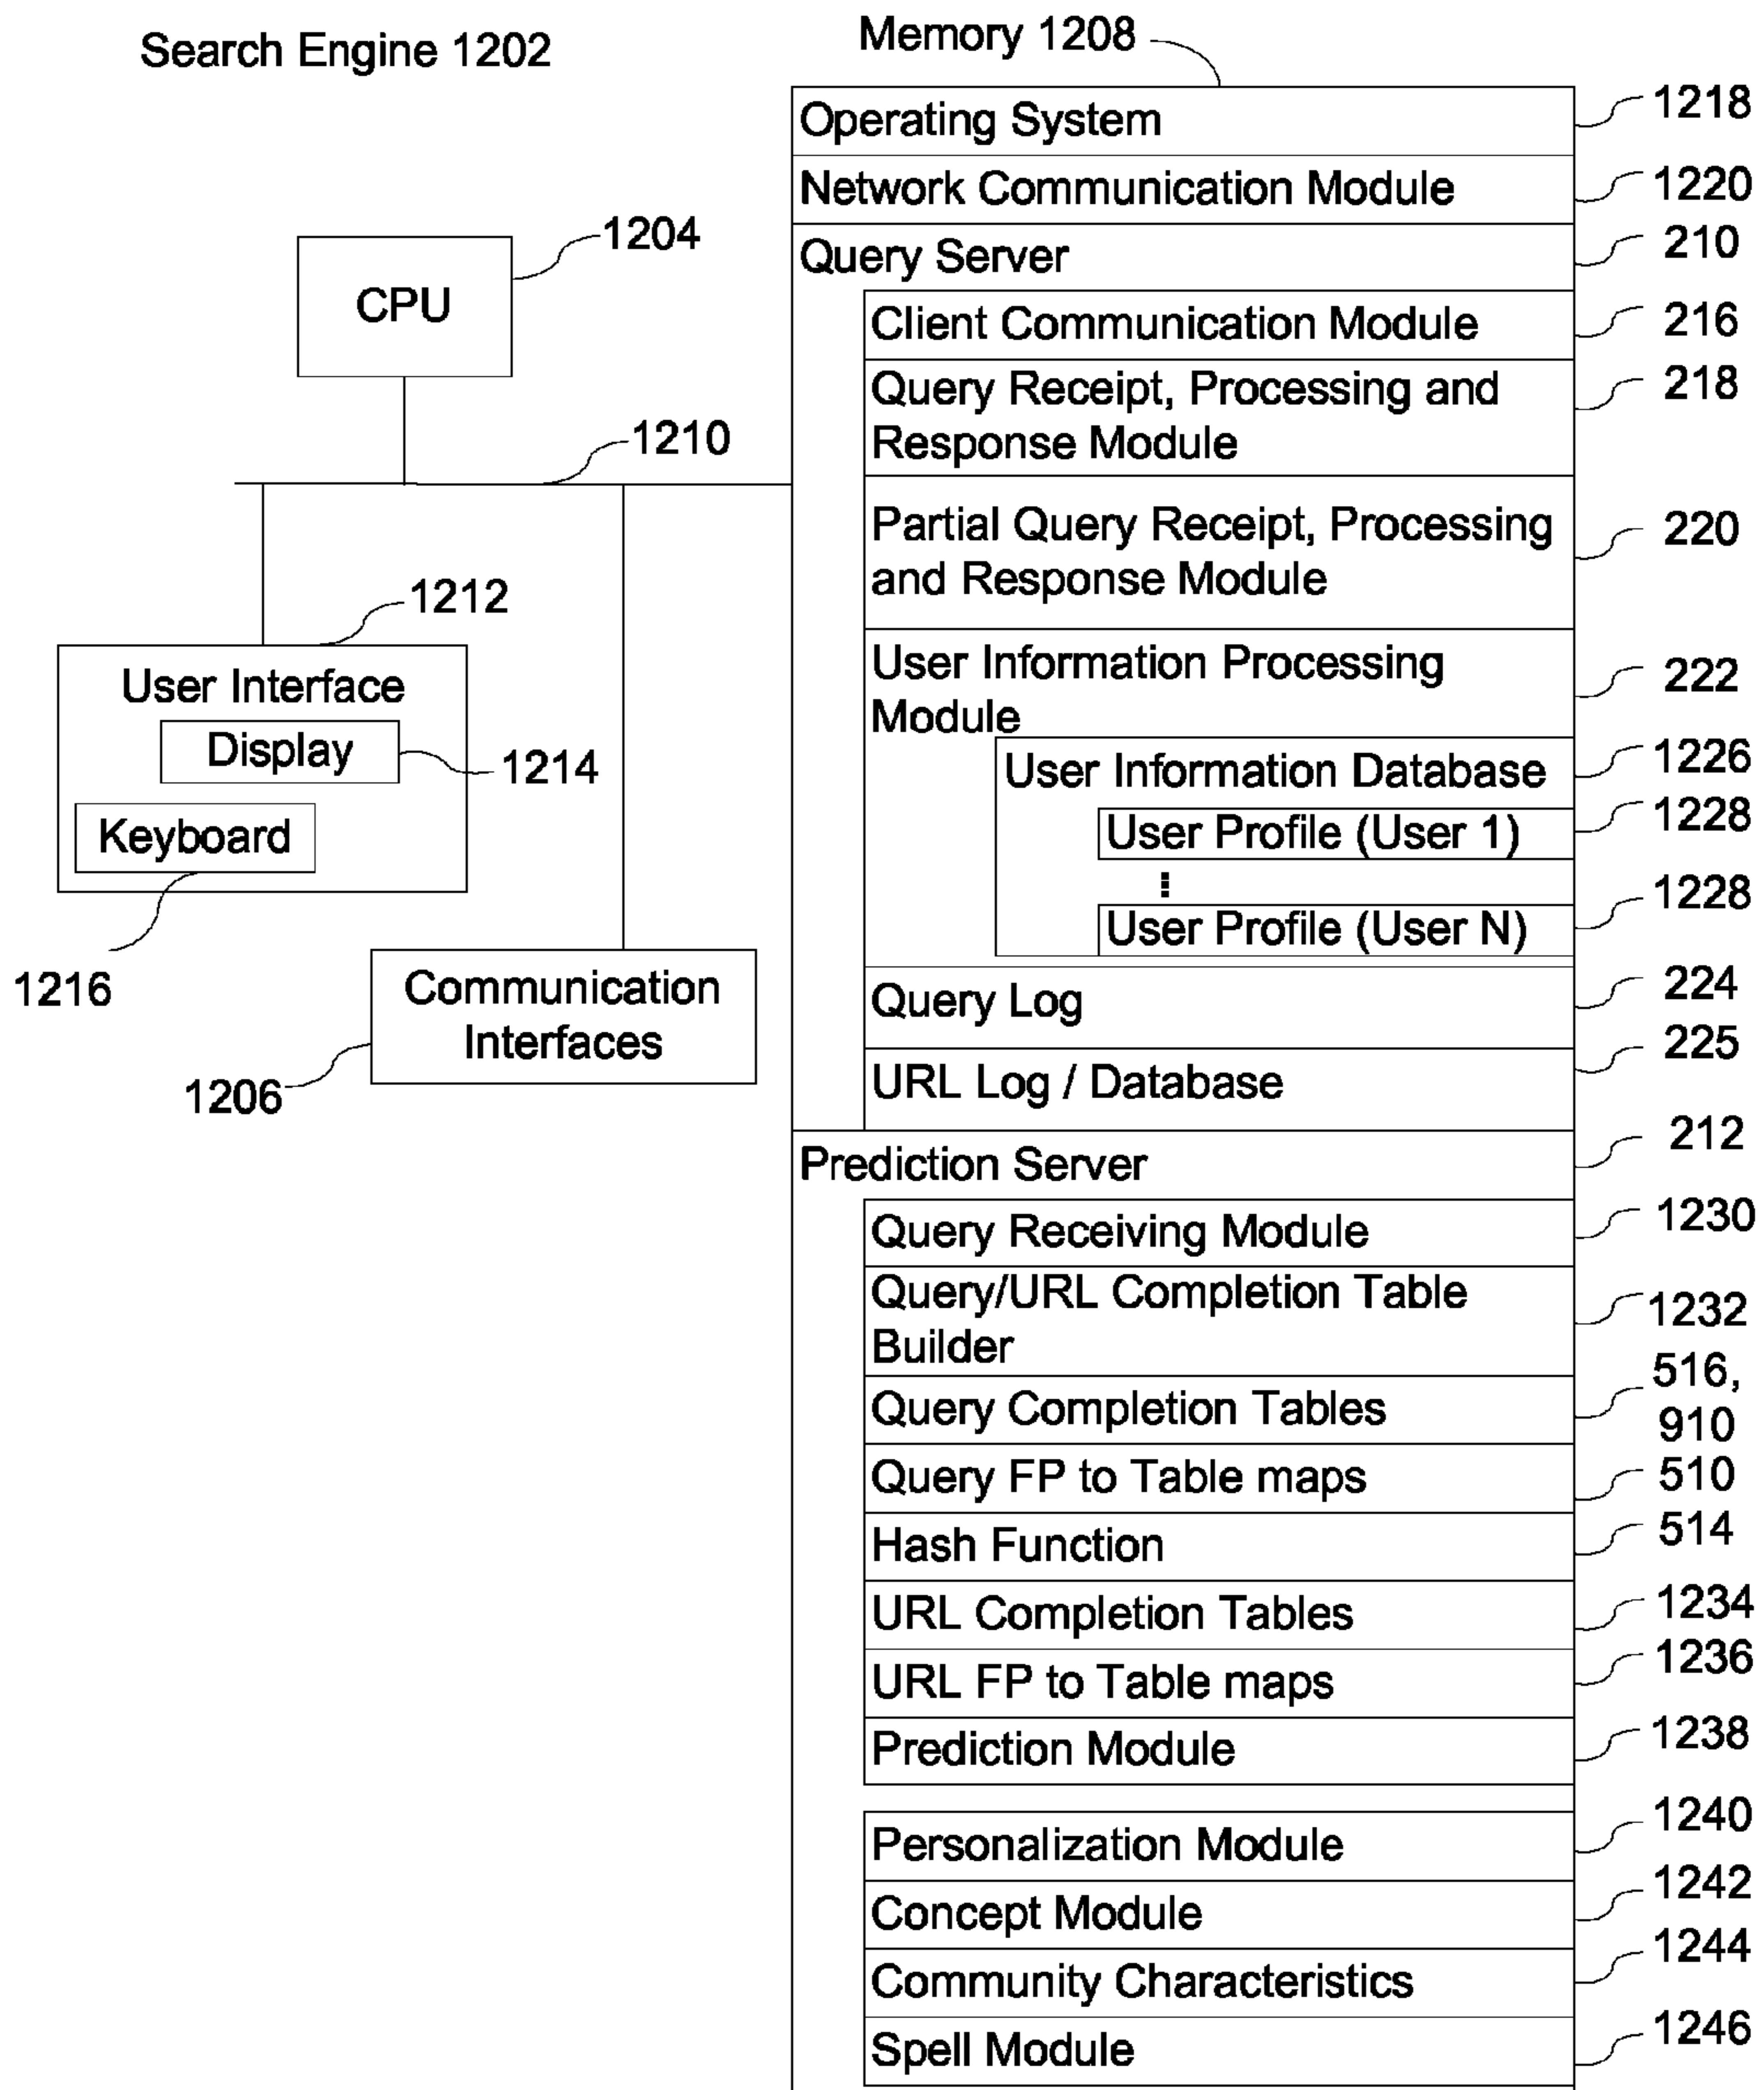 Search Engine 1202
Memory 1208
Operating System
1218
Network Communication Module
1220
Query Server
210
Client Communication Module
216
Query Receipt, Processing and
Response Module
218
Partial Query Receipt, Processing
and Response Module
220
User Information Processing
Module
222
User Information Database
1226
User Profile (User 1)
1228
User Profile (User N)
1228
Query Log
224
URL Log / Database
225
Prediction Server
212
Query Receiving Module
1230
Query/URL Completion Table
Builder
1232
Query Completion Tables
516,
910
Query FP to Table maps
510
Hash Function
514
URL Completion Tables
1234
URL FP to Table maps
1236
Prediction Module
1238
Personalization Module
1240
Concept Module
1242
Community Characteristics
1244
Spell Module
1246
CPU
1204
1210
1212
User Interface
Display
1214
Keyboard
1216
Communication
Interfaces
1206